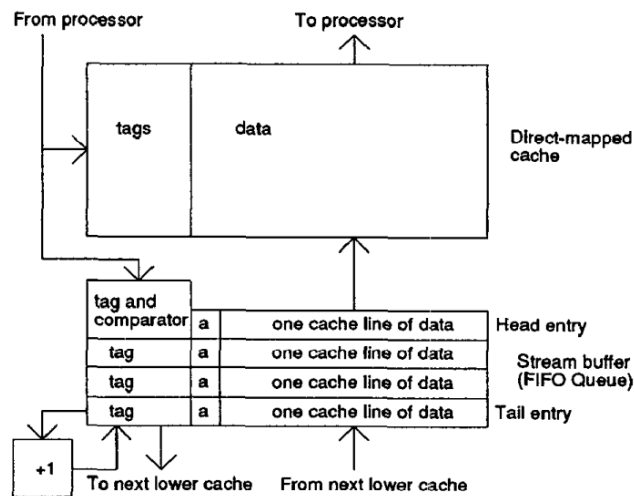 From processor
To processor
tags
data
Direct-mapped
cache
tag and
comparator
a
one cache line of data
Head entry
tag
a
one cache line of data
Stream buffer
(FIFO Queue)
tag
a
one cache line of data
tag
a
one cache line of data
Tail entry
+1
To next lower cache
From next lower cache